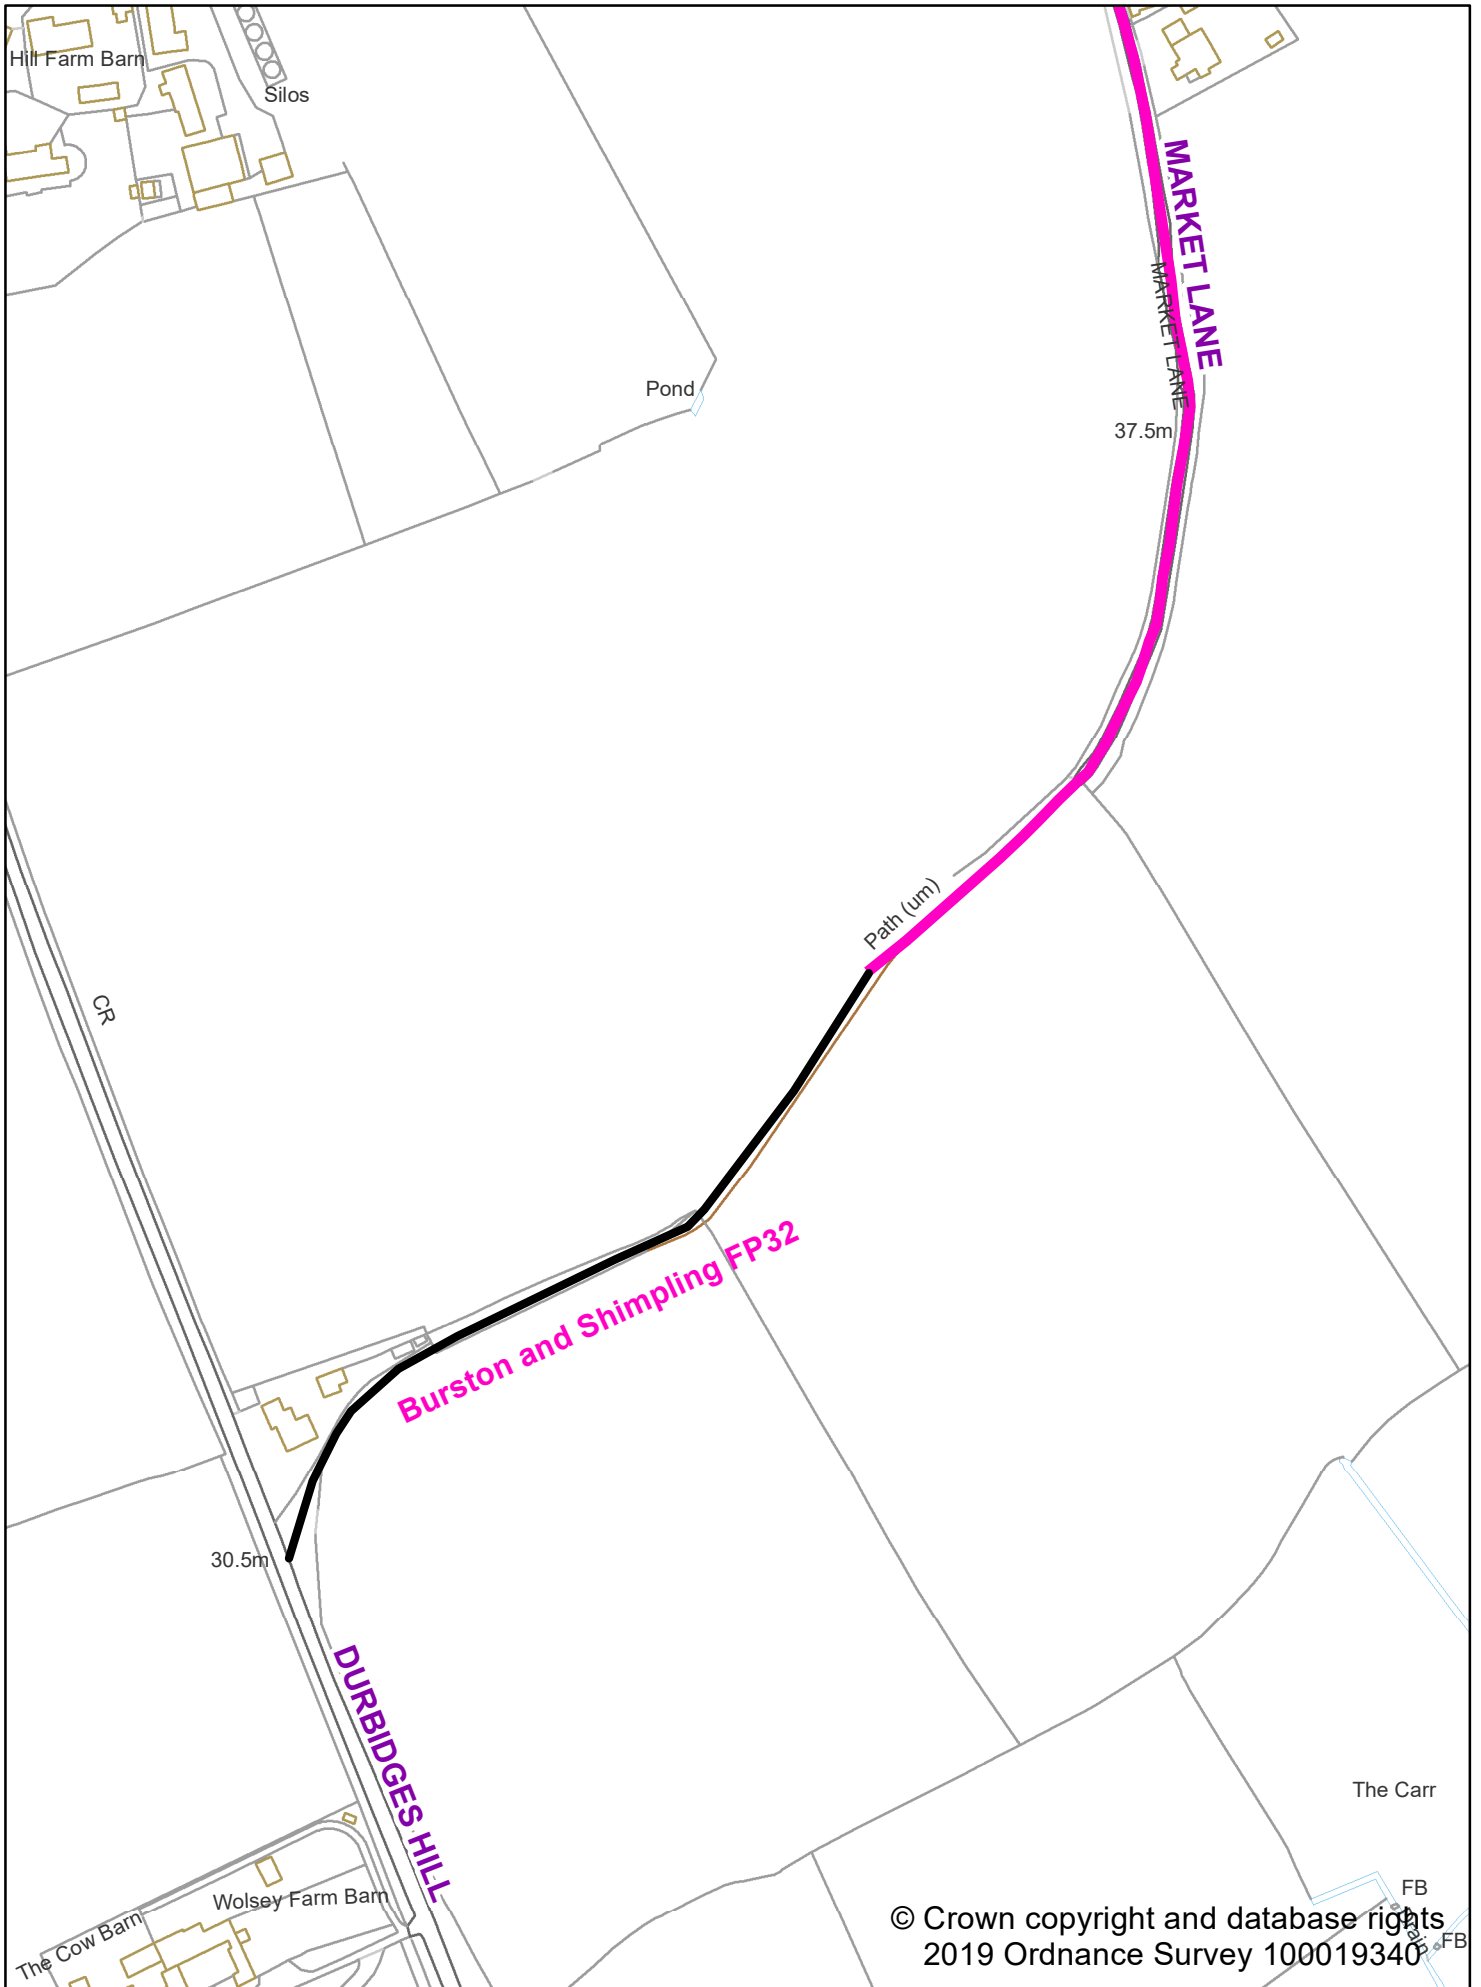 Hill Farm Barn
Silos
MARKET LANE
MARKET LANE
Pond
37.5m
Path (um)
CR
Burston and Shimpling FP32
30.5m
DURBIDGES HILL
The Carr
Wolsey Farm Barn
The Cow Barn
FB
Drain
FB
© Crown copyright and database rights
2019 Ordnance Survey 100019340